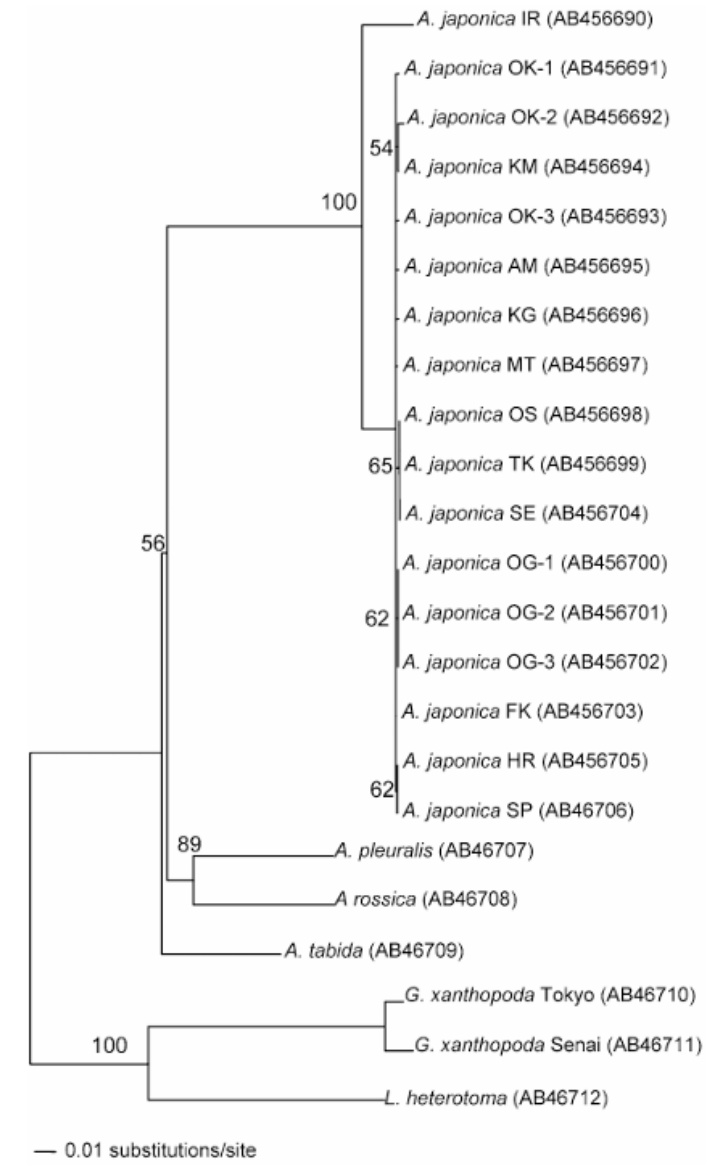 A. japonica IR (AB456690)
A. japonica OK-1 (AB456691)
A. japonica OK-2 (AB456692)
54
A. japonica KM (AB456694)
100
A. japonica OK-3 (AB456693)
A. japonica AM (AB456695)
A. japonica KG (AB456696)
A. japonica MT (AB456697)
A. japonica OS (AB456698)
65
A. japonica TK (AB456699)
A. japonica SE (AB456704)
56
A. japonica OG-1 (AB456700)
62
A. japonica OG-2 (AB456701)
A. japonica OG-3 (AB456702)
A. japonica FK (AB456703)
A. japonica HR (AB456705)
62
A. japonica SP (AB46706)
89
A. pleuralis (AB46707)
A rossica (AB46708)
A. tabida (AB46709)
G. xanthopoda Tokyo (AB46710)
100
G. xanthopoda Senai (AB46711)
L. heterotoma (AB46712)
0.01 substitutions/site